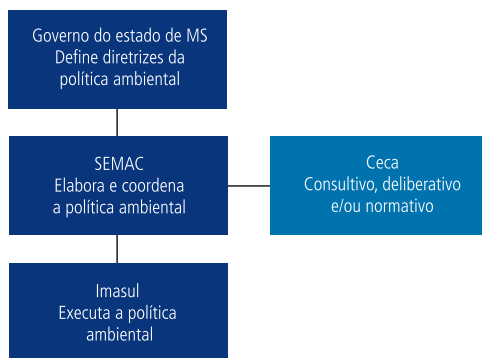 Governo do estado de MS
Define diretrizes da
política ambiental
SEMAC
Elabora e coordena
a política ambiental
Ceca
Consultivo, deliberativo
e/ou normativo
Imasul
Executa a política
ambiental